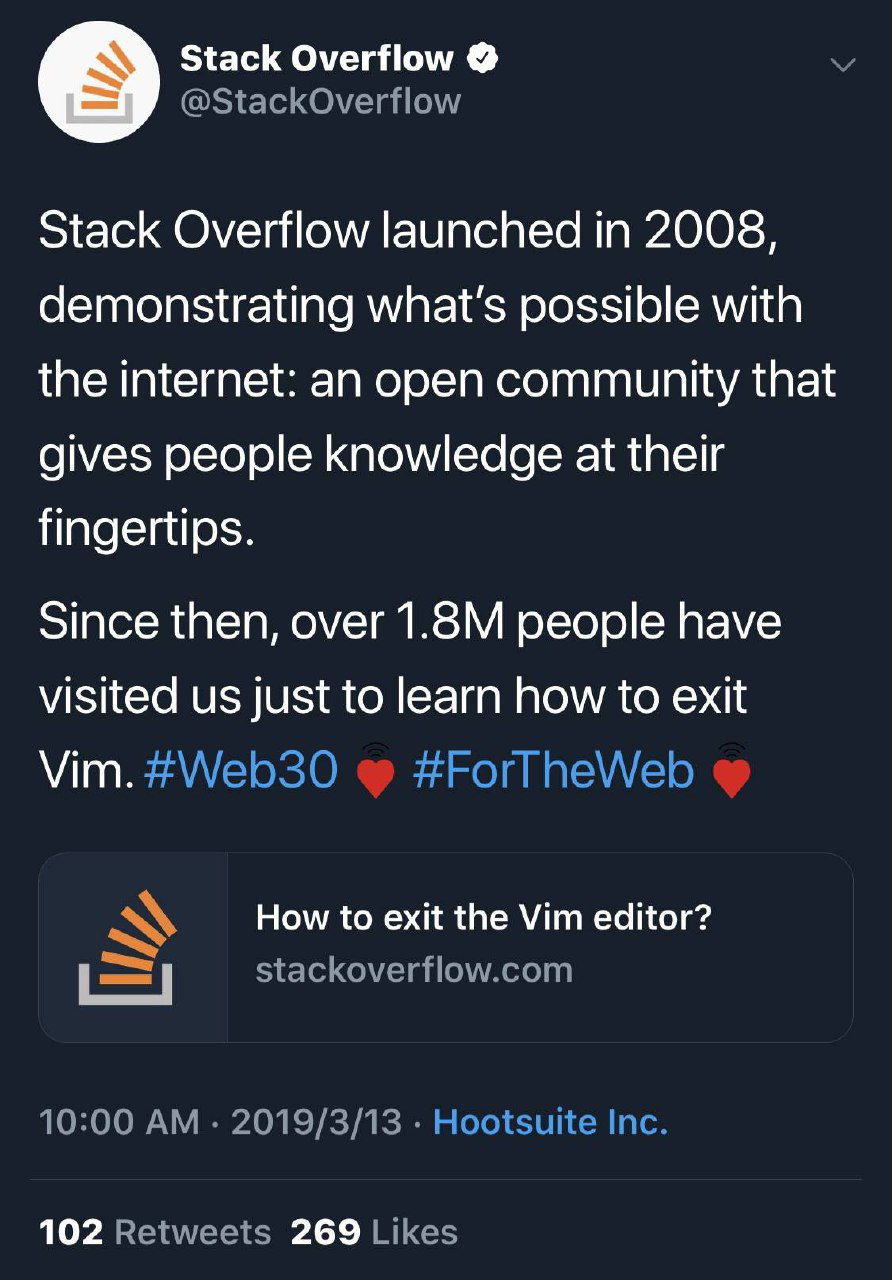 Stack Overflow
@StackOverflow
Stack Overflow launched in 2008,
demonstrating what's possible with
the internet: an open community that
gives people knowledge at their
fingertips.
Since then, over 1.8M people have
visited us just to learn how to exit
Vim. #Web30 #ForTheWeb
How to exit the Vim editor?
stackoverflow.com
10:00 AM · 2019/3/13 · Hootsuite Inc.
102 Retweets 269 Likes